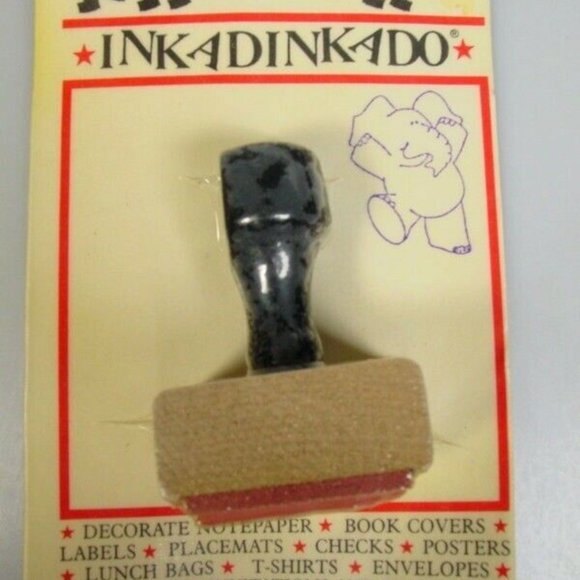 ★ INKADINKADO® ★
★ DECORATE NOTEPAPER ★ BOOK COVERS ★
LABELS ★ PLACEMATS ★ CHECKS ★ POSTERS
★ LUNCH BAGS ★ T-SHIRTS ★ ENVELOPES ★